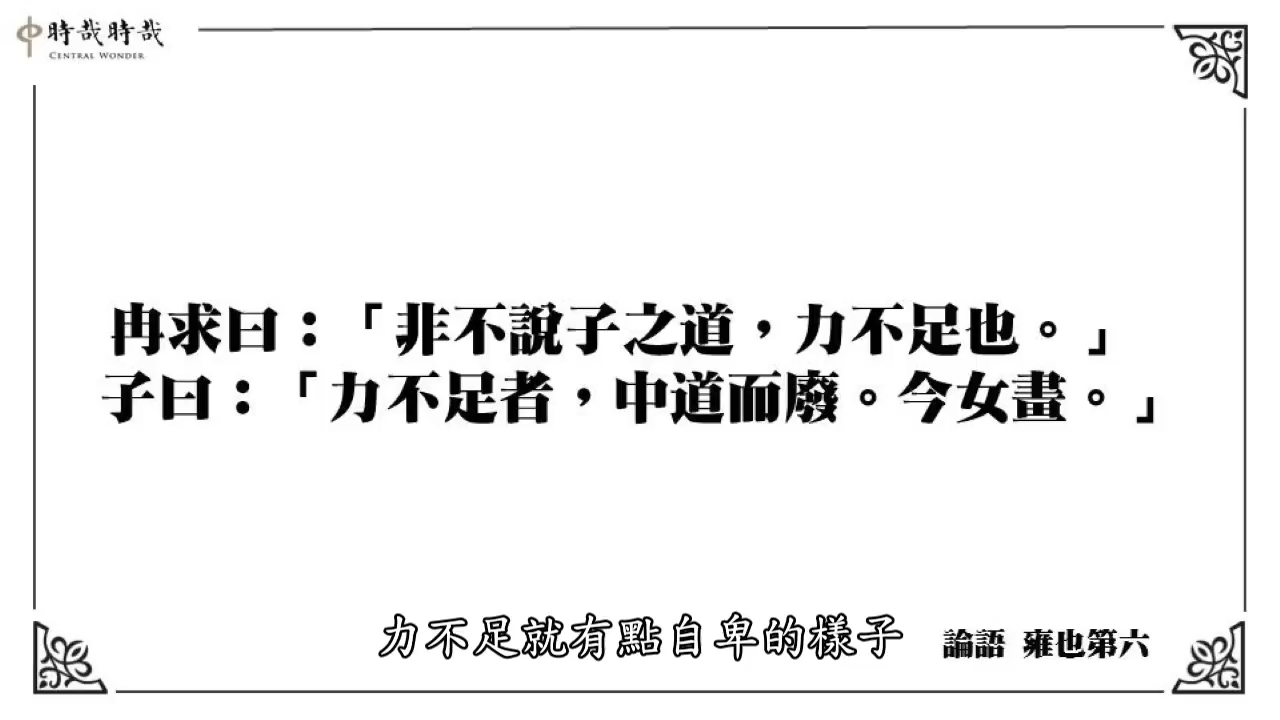 時哉時哉
CENTRAL WONDER
冉求曰：「非不說子之道，力不足也。」
子曰：「力不足者，中道而廢。今女畫。」
力不足就有點自卑的樣子
論語 雍也第六